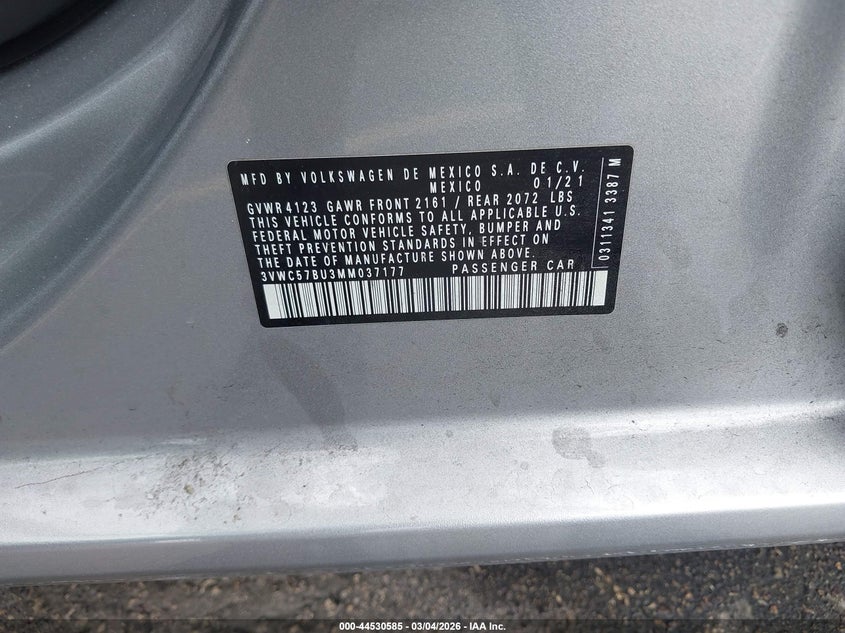 MFD BY VOLKSWAGEN DE MEXICO S.A. DE C.V.
MEXICO 01/21
GVWR 4123 GAWR FRONT 2161 / REAR 2072 LBS
THIS VEHICLE CONFORMS TO ALL APPLICABLE U.S.
FEDERAL MOTOR VEHICLE SAFETY, BUMPER AND
THEFT PREVENTION STANDARDS IN EFFECT ON
THE DATE OF MANUFACTURE SHOWN ABOVE.
3VWC57BU3MM037177 PASSENGER CAR
0311341 3387 M
000-44530585 - 03/04/2026 - IAA Inc.